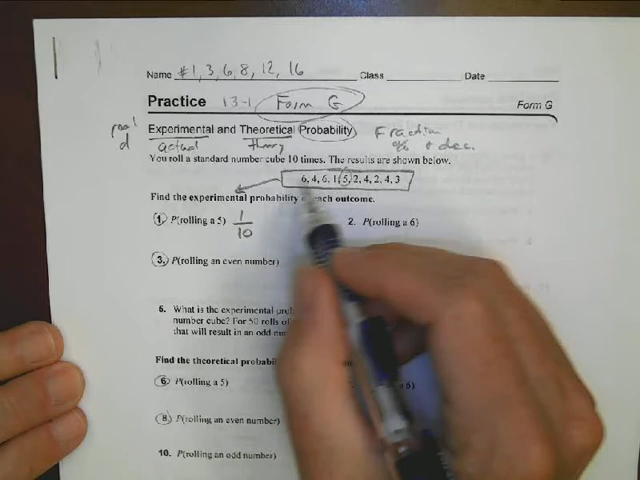 Name #1, 3, 6, 8, 12, 16 Class Date
Practice 13-1 Form G Form G
Experimental and Theoretical Probability Fraction
actual theory % + dec.
You roll a standard number cube 10 times. The results are shown below.
6, 4, 6, 1, 5, 2, 4, 2, 4, 3
Find the experimental probability of each outcome.
1. P(rolling a 5) 1/10 2. P(rolling a 6)
3. P(rolling an even number)
5. What is the experimental
number cube? For 50 rolls of
that will result in an odd
Find the theoretical
6. P(rolling a 5) a 6)
8. P(rolling an even number)
10. P(rolling an odd number)